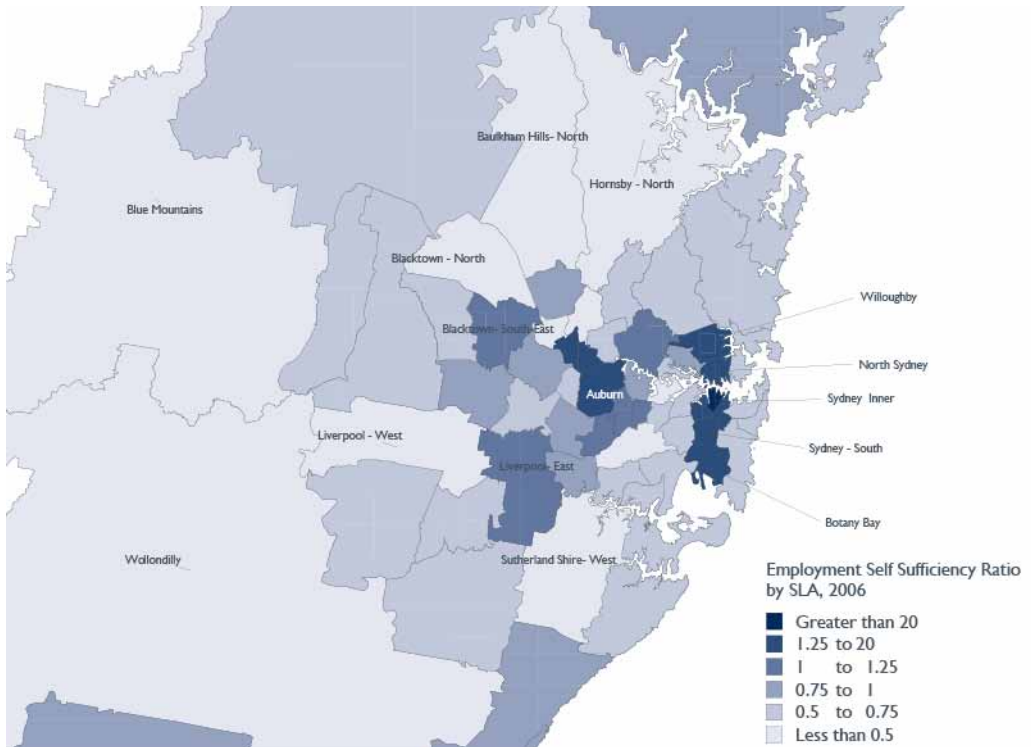 Baulkham Hills- North
Hornsby - North
Blue Mountains
Blacktown - North
Willoughby
Blacktown- South-East
North Sydney
Auburn
Sydney Inner
Liverpool - West
Sydney - South
Liverpool- East
Botany Bay
Wollondilly
Sutherland Shire- West
Employment Self Sufficiency Ratio
by SLA, 2006
Greater than 20
1.25 to 20
1 to 1.25
0.75 to 1
0.5 to 0.75
Less than 0.5